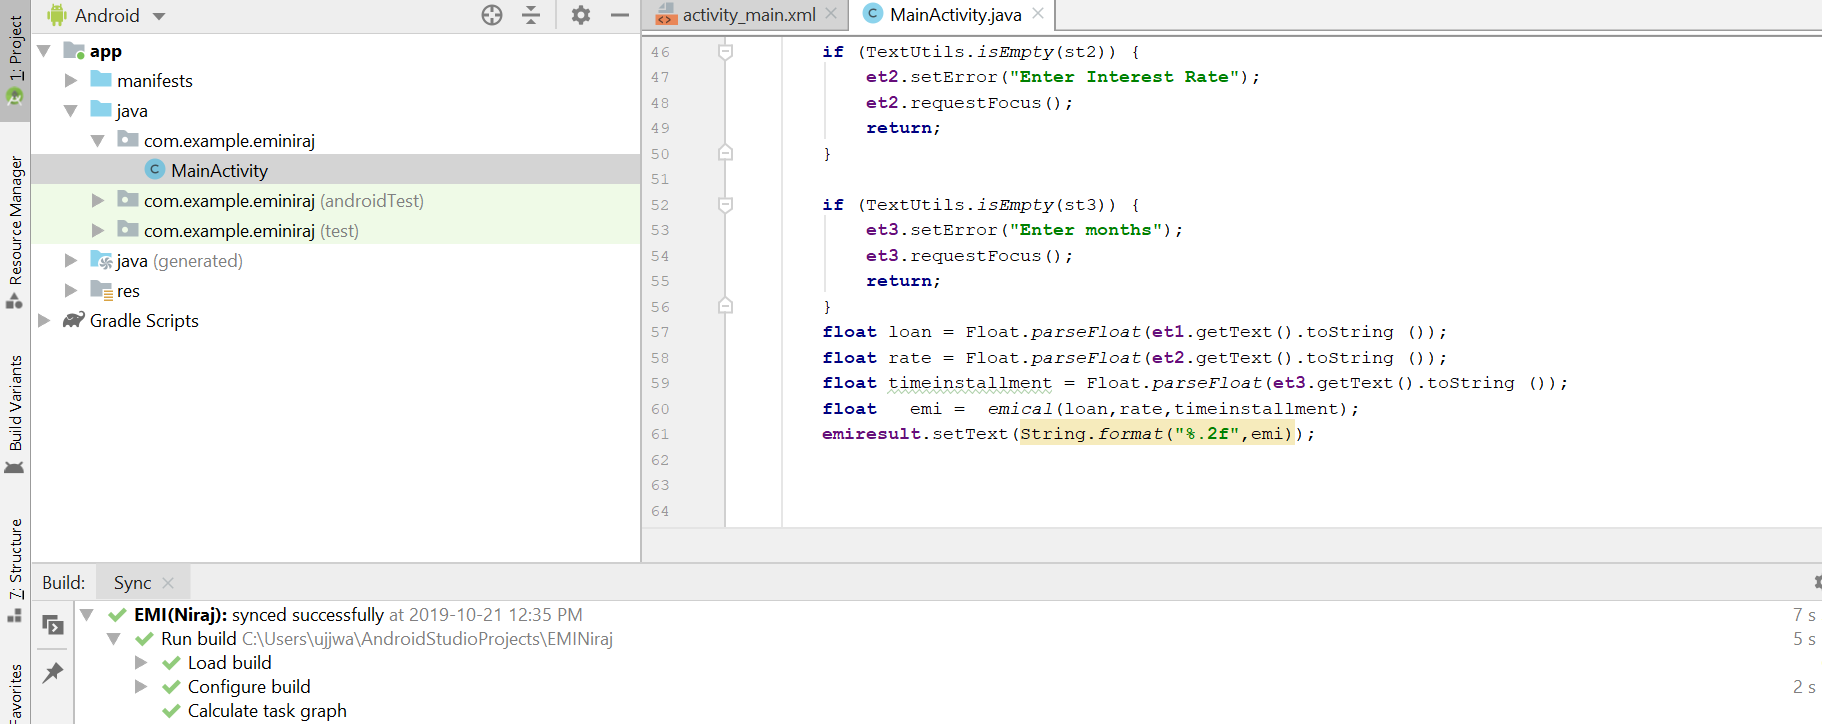 Android
activity_main.xml
MainActivity.java
1: Project
Resource Manager
Build Variants
7: Structure
Favorites
app
manifests
java
com.example.eminiraj
MainActivity
com.example.eminiraj (androidTest)
com.example.eminiraj (test)
java (generated)
res
Gradle Scripts
46 if (TextUtils.isEmpty(st2)) {
47 et2.setError("Enter Interest Rate");
48 et2.requestFocus();
49 return;
50 }
51
52 if (TextUtils.isEmpty(st3)) {
53 et3.setError("Enter months");
54 et3.requestFocus();
55 return;
56 }
57 float loan = Float.parseFloat(et1.getText().toString ());
58 float rate = Float.parseFloat(et2.getText().toString ());
59 float timeinstallment = Float.parseFloat(et3.getText().toString ());
60 float   emi =  emical(loan,rate,timeinstallment);
61 emiresult.setText(String.format("%.2f",emi));
62
63
64
Build: Sync
EMI(Niraj): synced successfully at 2019-10-21 12:35 PM 7 s
Run build C:\Users\ujjwa\AndroidStudioProjects\EMINiraj 5 s
Load build
Configure build 2 s
Calculate task graph